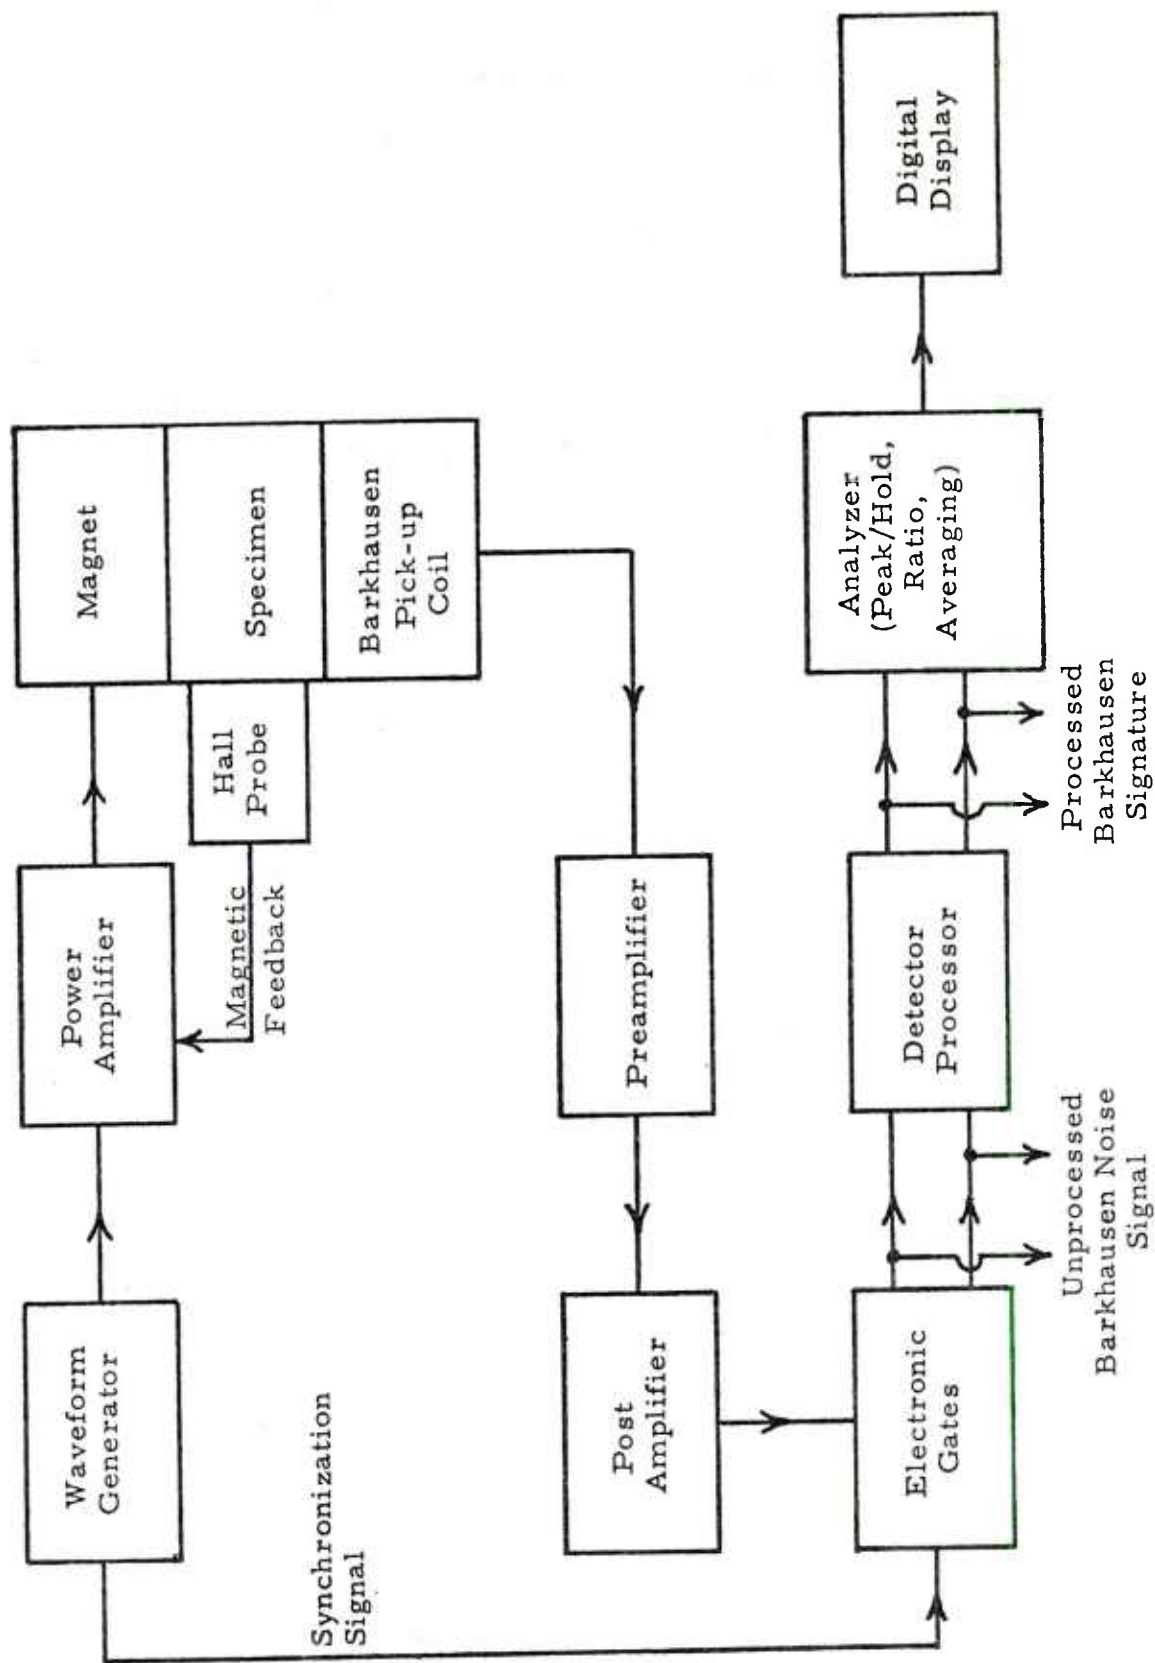 Waveform
Generator
Power
Amplifier
Magnet
Hall
Probe
Specimen
Magnetic
Feedback
Barkhausen
Pick-up
Coil
Synchronization
Signal
Post
Amplifier
Preamplifier
Electronic
Gates
Detector
Processor
Analyzer
(Peak/Hold,
Ratio,
Averaging)
Digital
Display
Unprocessed
Barkhausen Noise
Signal
Processed
Barkhausen
Signature